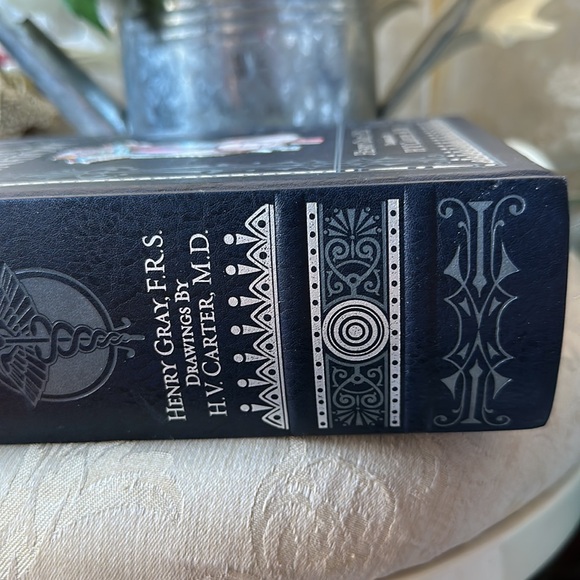 HENRY GRAY, F.R.S.
DRAWINGS BY
H.V. CARTER, M.D.